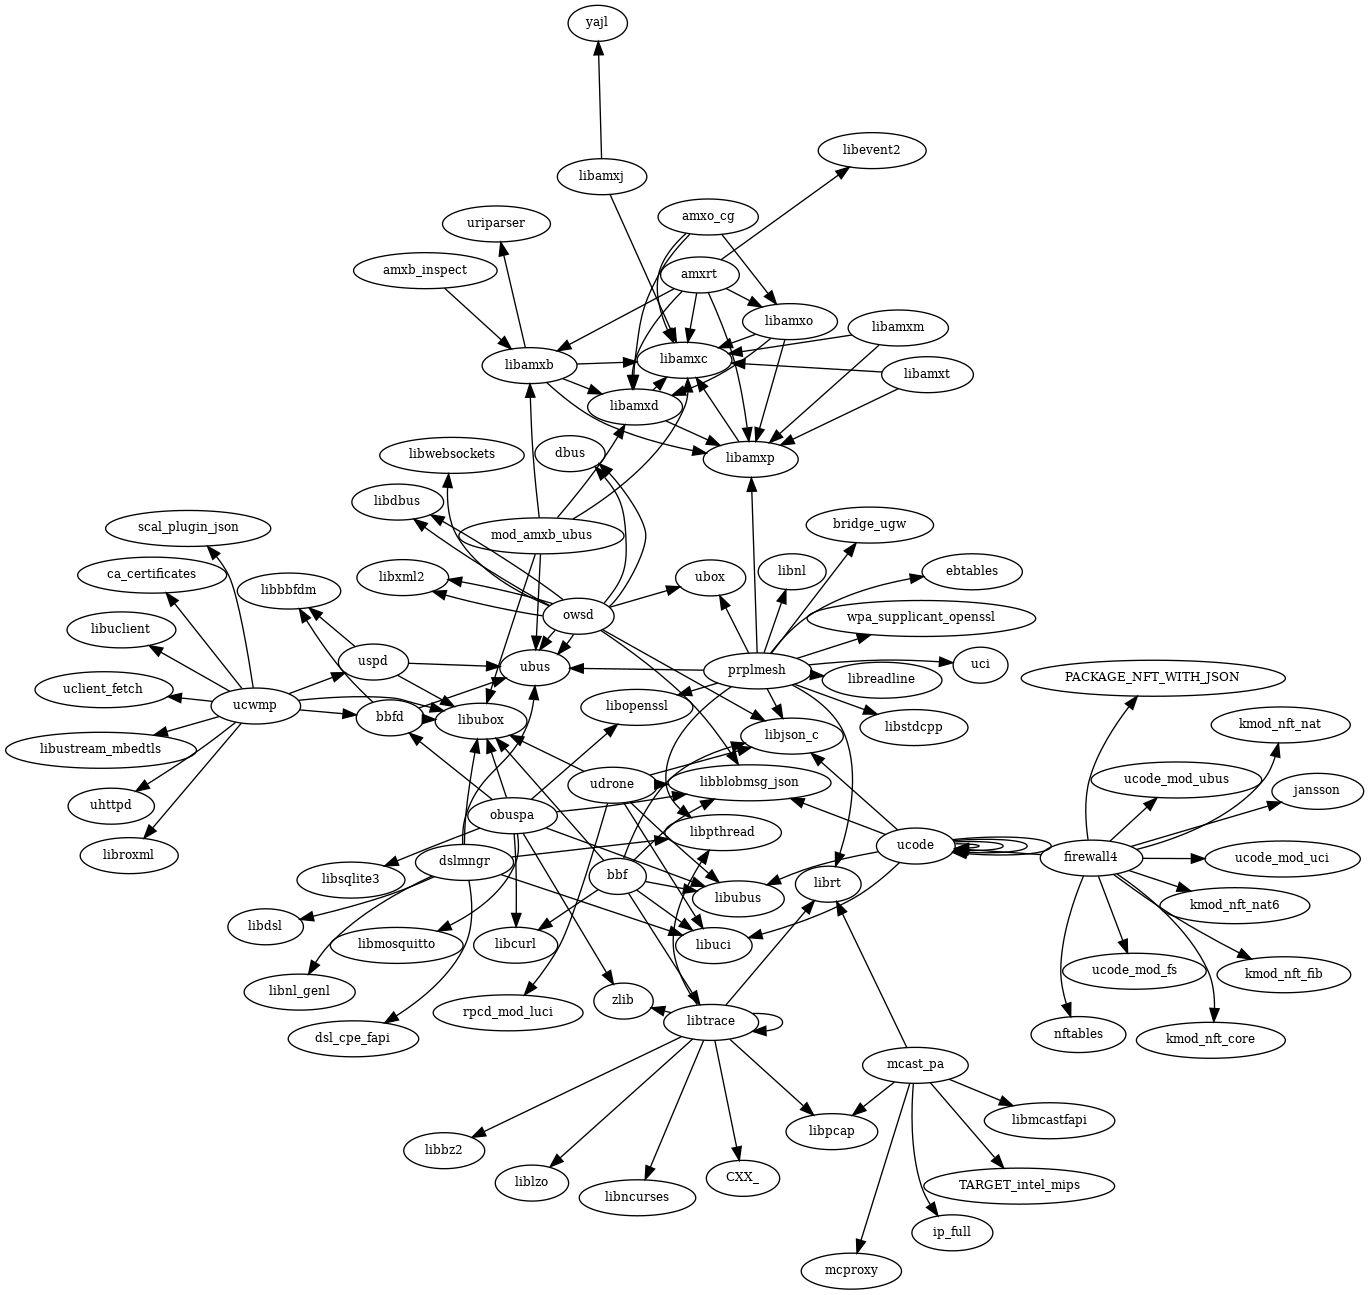 yajl
libevent2
libamxj
amxo_cg
uriparser
amxb_inspect
amxrt
libamxo
libamxm
libamxc
libamxb
libamxt
libamxd
libwebsockets
dbus
libamxp
libdbus
scal_plugin_json
bridge_ugw
mod_amxb_ubus
ca_certificates
libxml2
ubox
libnl
ebtables
libbbfdm
owsd
wpa_supplicant_openssl
libuclient
uspd
ubus
prplmesh
uci
libreadline
PACKAGE_NFT_WITH_JSON
uclient_fetch
ucwmp
libopenssl
bbfd
libubox
libstdcpp
kmod_nft_nat
libjson_c
libustream_mbedtls
ucode_mod_ubus
udrone
libblobmsg_json
jansson
uhttpd
obuspa
libpthread
ucode
libroxml
firewall4
ucode_mod_uci
dslmngr
bbf
libsqlite3
librt
libubus
kmod_nft_nat6
libdsl
libmosquitto
libcurl
libuci
ucode_mod_fs
kmod_nft_fib
libnl_genl
zlib
rpcd_mod_luci
libtrace
nftables
dsl_cpe_fapi
kmod_nft_core
mcast_pa
libmcastfapi
libpcap
libbz2
CXX_
liblzo
TARGET_intel_mips
libncurses
ip_full
mcproxy